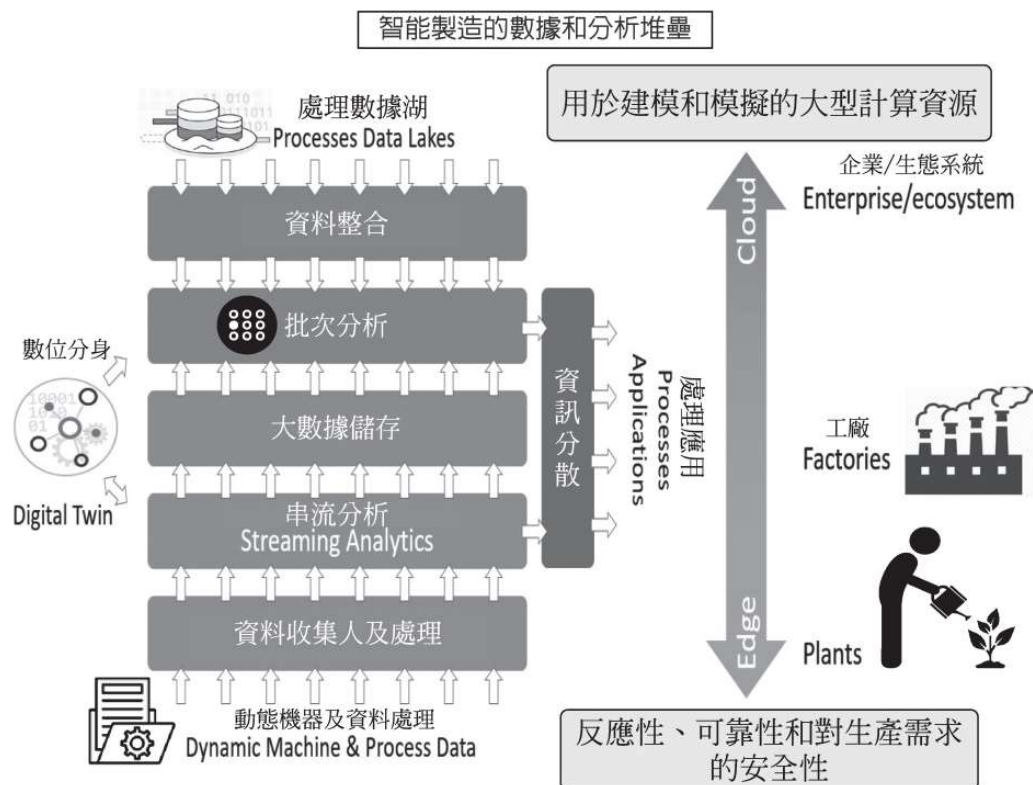 智能製造的數據和分析堆壘
處理數據湖
Processes Data Lakes
資料整合
批次分析
大數據儲存
串流分析
Streaming Analytics
資料收集人及處理
動態機器及資料處理
Dynamic Machine & Process Data
數位分身
Digital Twin
資訊分散
處理應用
Processes
Applications
用於建模和模擬的大型計算資源
Cloud
Edge
企業/生態系統
Enterprise/ecosystem
工廠
Factories
Plants
反應性、可靠性和對生產需求
的安全性